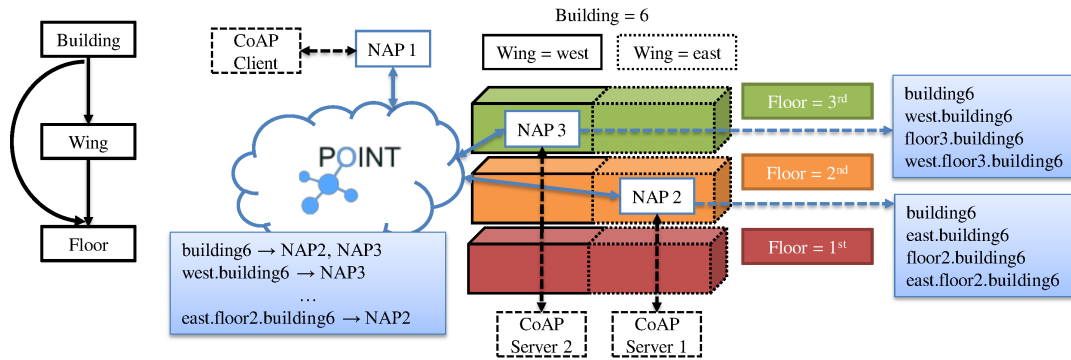 Building
Wing
Floor
CoAP
Client
NAP 1
POINT
building6 → NAP2, NAP3
west.building6 → NAP3
…
east.floor2.building6 → NAP2
Building = 6
Wing = west
Wing = east
NAP 3
NAP 2
Floor = 3rd
Floor = 2nd
Floor = 1st
CoAP
Server 2
CoAP
Server 1
building6
west.building6
floor3.building6
west.floor3.building6
building6
east.building6
floor2.building6
east.floor2.building6